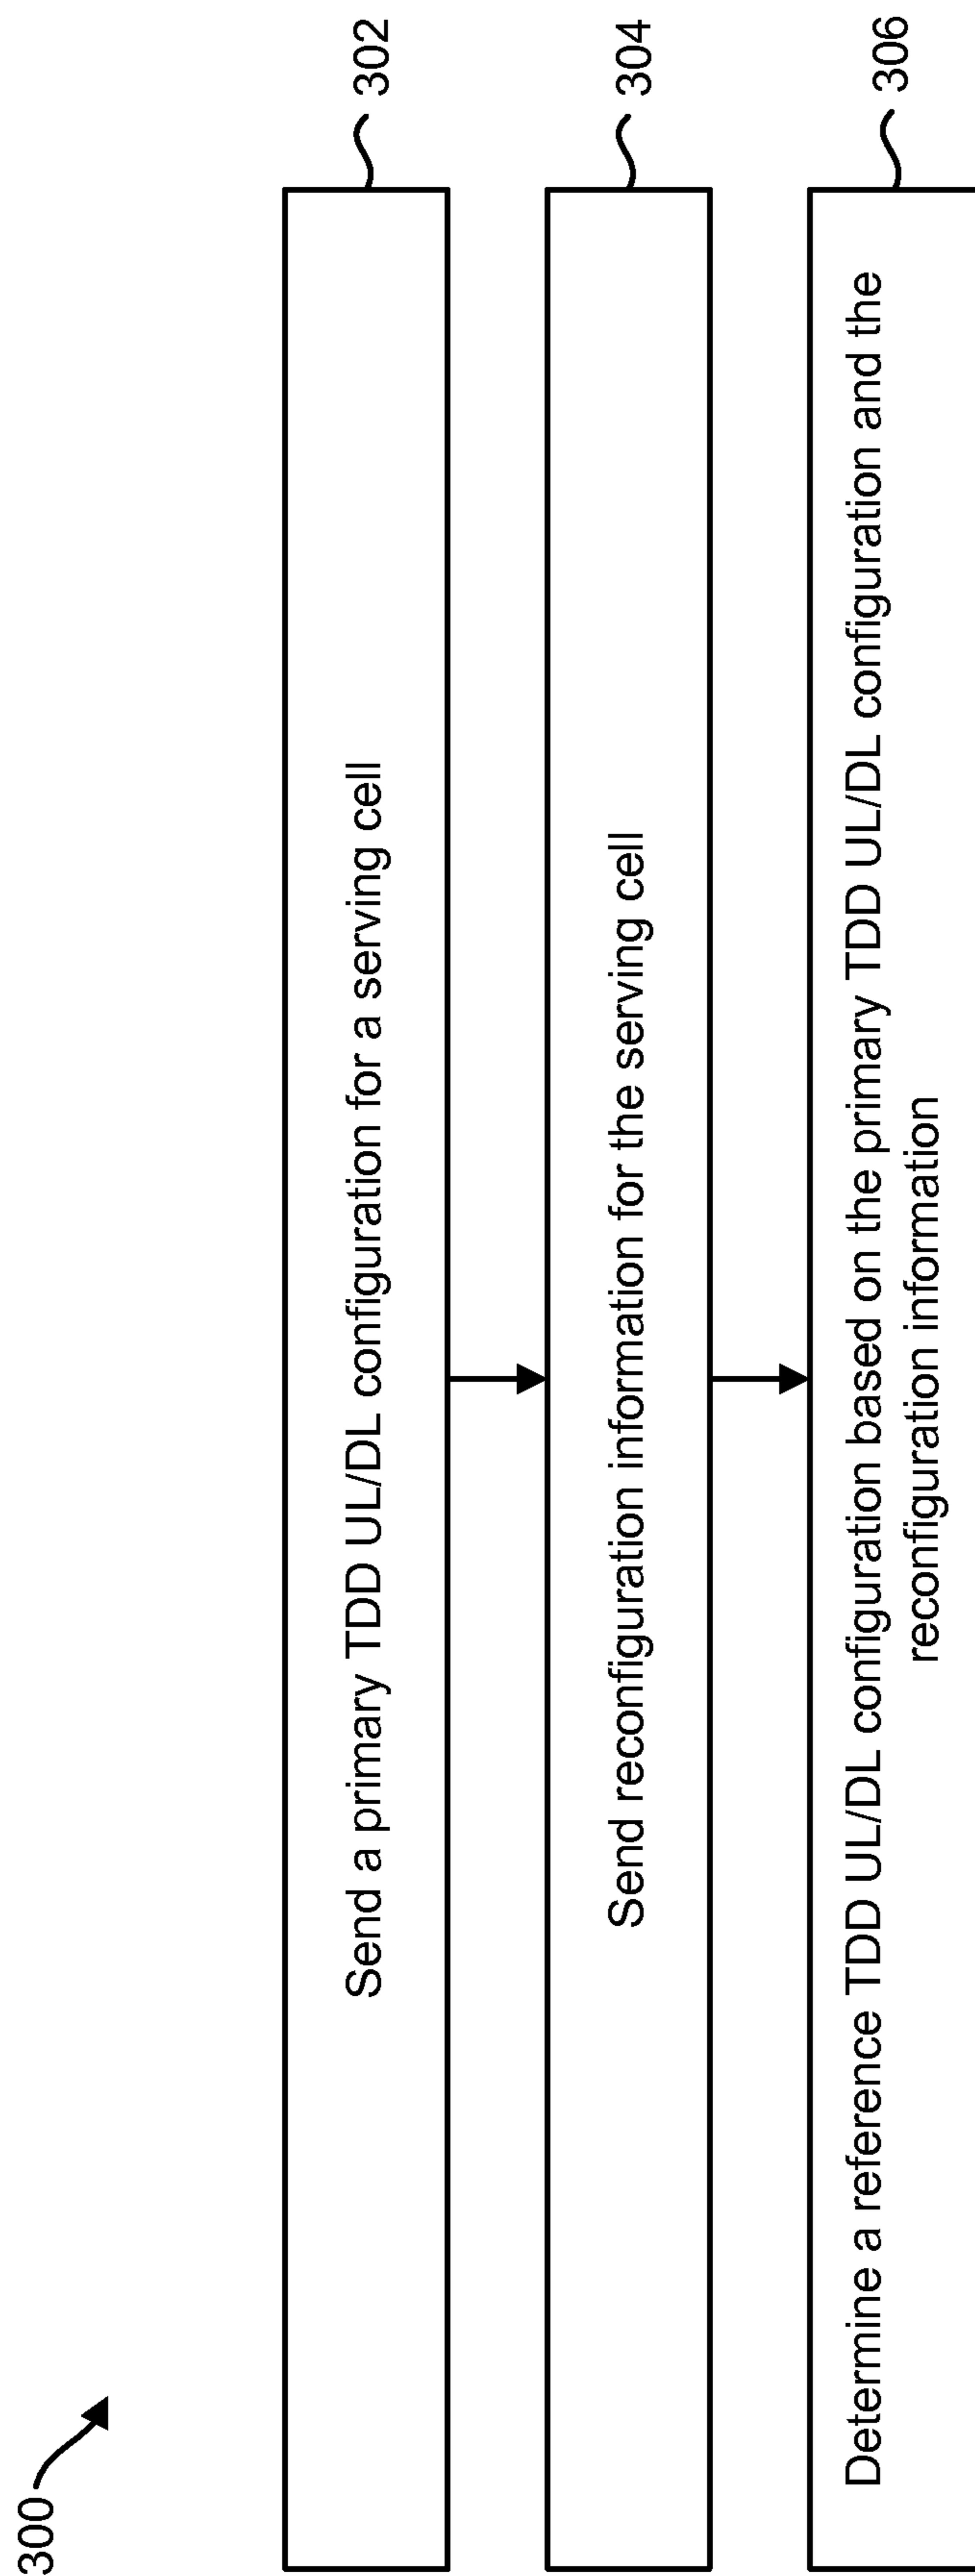 300
Send a primary TDD UL/DL configuration for a serving cell
302
Send reconfiguration information for the serving cell
304
Determine a reference TDD UL/DL configuration based on the primary TDD UL/DL configuration and the
reconfiguration information
306